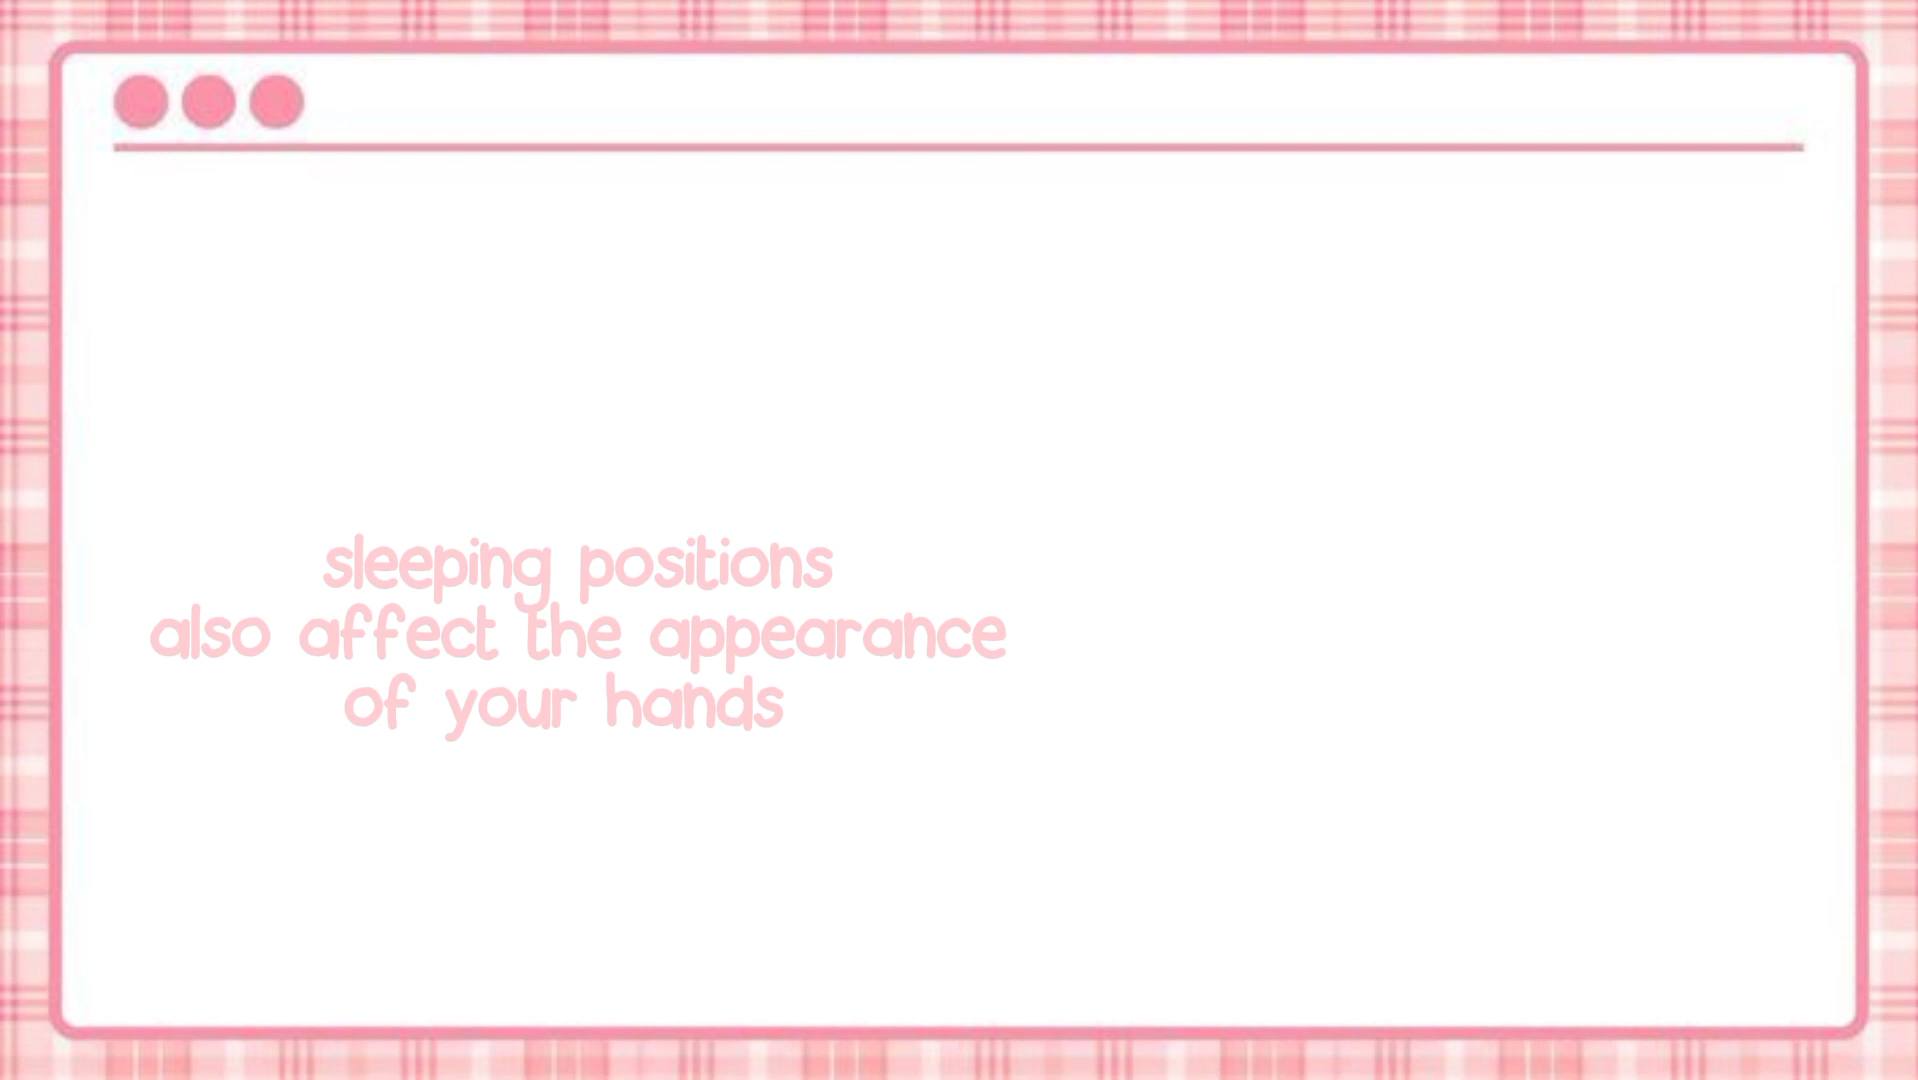 sleeping positions
also affect the appearance
of your hands